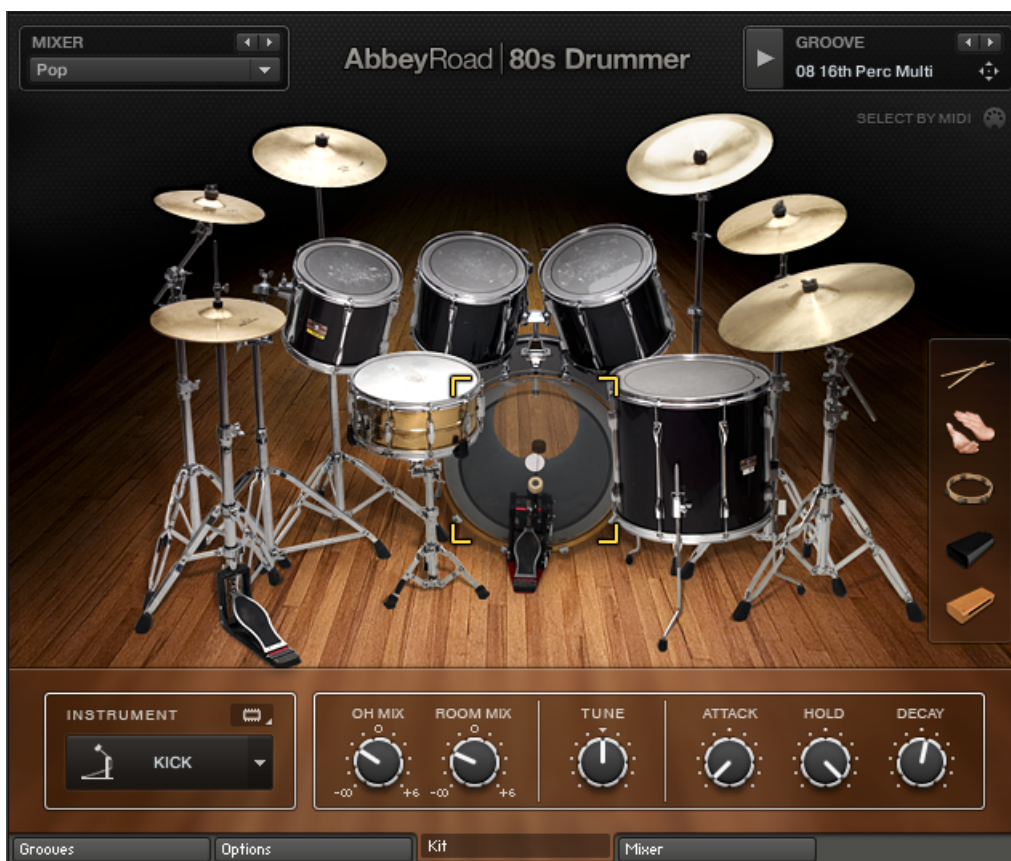 MIXER
Pop
AbbeyRoad | 80s Drummer
GROOVE
08 16th Perc Multi
SELECT BY MIDI
INSTRUMENT
KICK
OH MIX
-∞ +6
ROOM MIX
-∞ +6
TUNE
ATTACK
HOLD
DECAY
Grooves
Options
Kit
Mixer